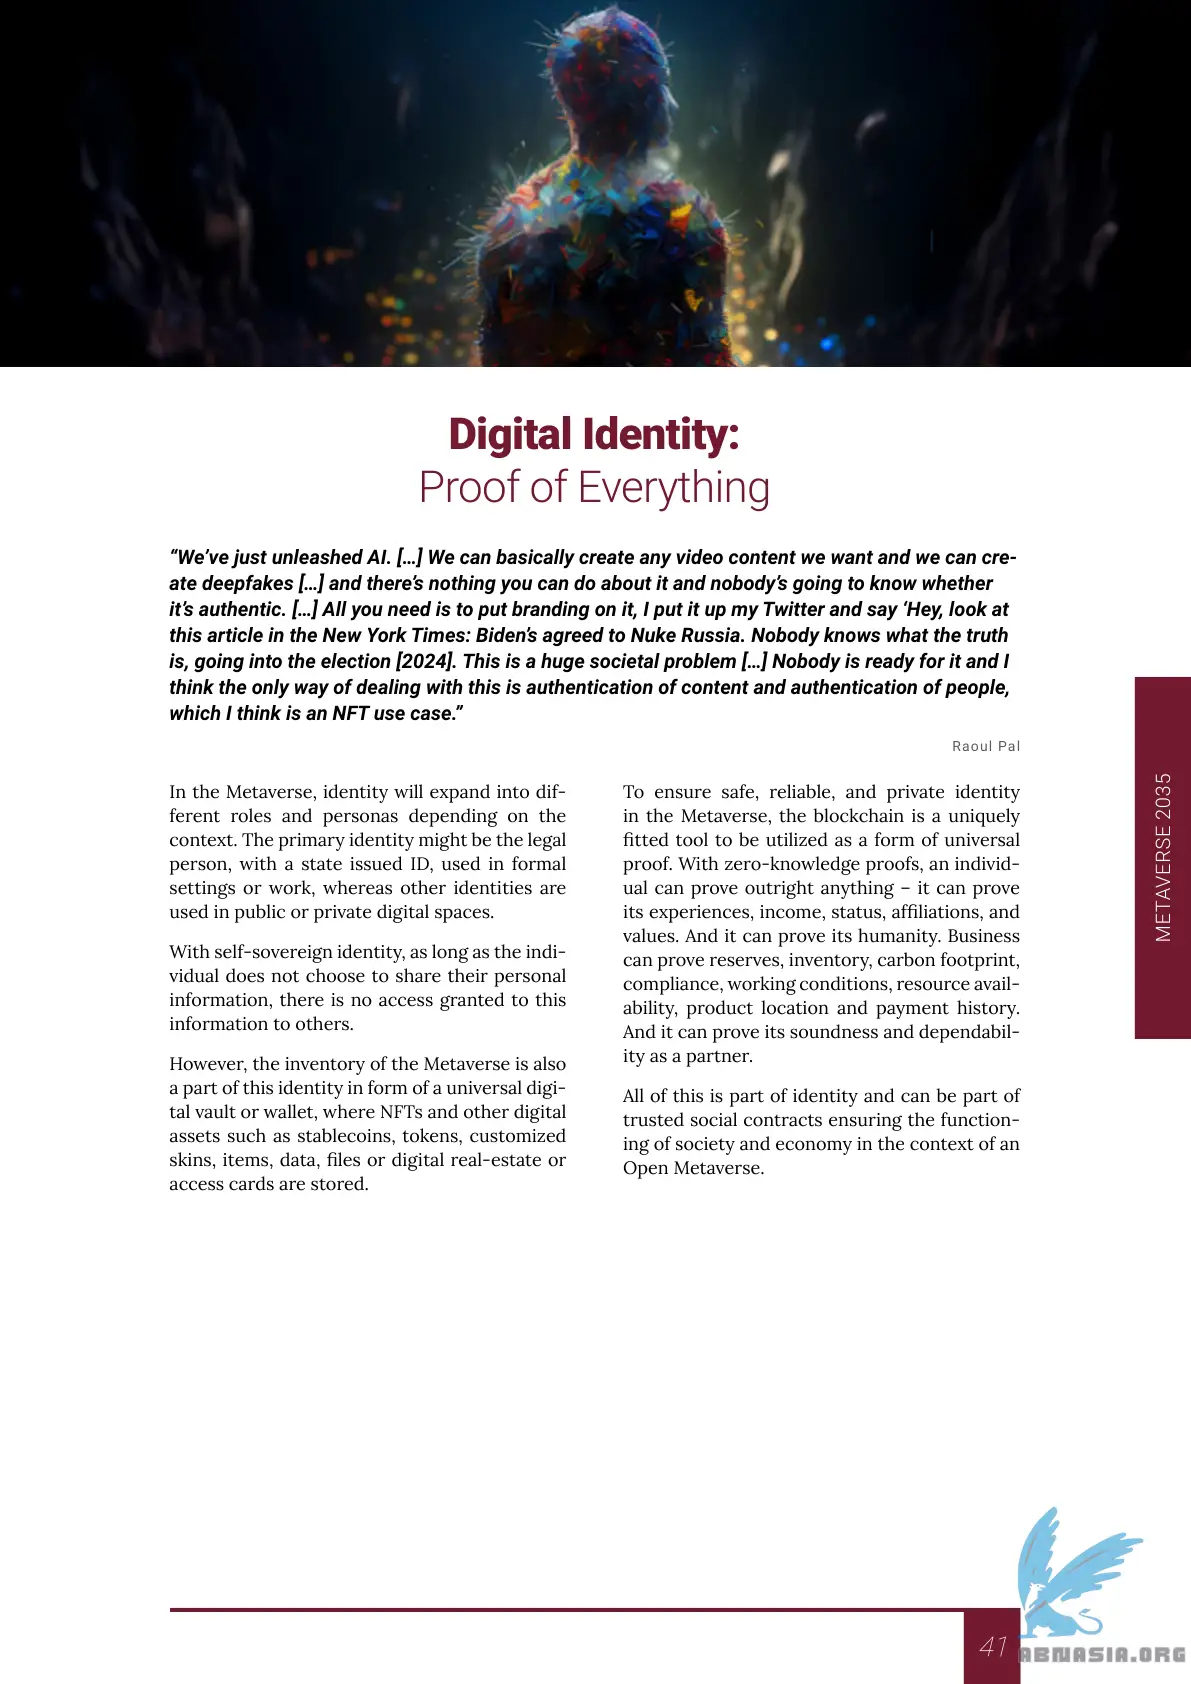 Digital Identity:
Proof of Everything
“We’ve just unleashed AI. […] We can basically create any video content we want and we can cre-
ate deepfakes […] and there’s nothing you can do about it and nobody’s going to know whether
it’s authentic. […] All you need is to put branding on it, I put it up my Twitter and say ‘Hey, look at
this article in the New York Times: Biden’s agreed to Nuke Russia. Nobody knows what the truth
is, going into the election [2024]. This is a huge societal problem […] Nobody is ready for it and I
think the only way of dealing with this is authentication of content and authentication of people,
which I think is an NFT use case.”
Raoul Pal
In the Metaverse, identity will expand into dif-
ferent roles and personas depending on the
context. The primary identity might be the legal
person, with a state issued ID, used in formal
settings or work, whereas other identities are
used in public or private digital spaces.
With self-sovereign identity, as long as the indi-
vidual does not choose to share their personal
information, there is no access granted to this
information to others.
However, the inventory of the Metaverse is also
a part of this identity in form of a universal digi-
tal vault or wallet, where NFTs and other digital
assets such as stablecoins, tokens, customized
skins, items, data, files or digital real-estate or
access cards are stored.
To ensure safe, reliable, and private identity
in the Metaverse, the blockchain is a uniquely
fitted tool to be utilized as a form of universal
proof. With zero-knowledge proofs, an individ-
ual can prove outright anything – it can prove
its experiences, income, status, affiliations, and
values. And it can prove its humanity. Business
can prove reserves, inventory, carbon footprint,
compliance, working conditions, resource avail-
ability, product location and payment history.
And it can prove its soundness and dependabil-
ity as a partner.
All of this is part of identity and can be part of
trusted social contracts ensuring the function-
ing of society and economy in the context of an
Open Metaverse.
METAVERSE 2035
41
ABNASIA.ORG